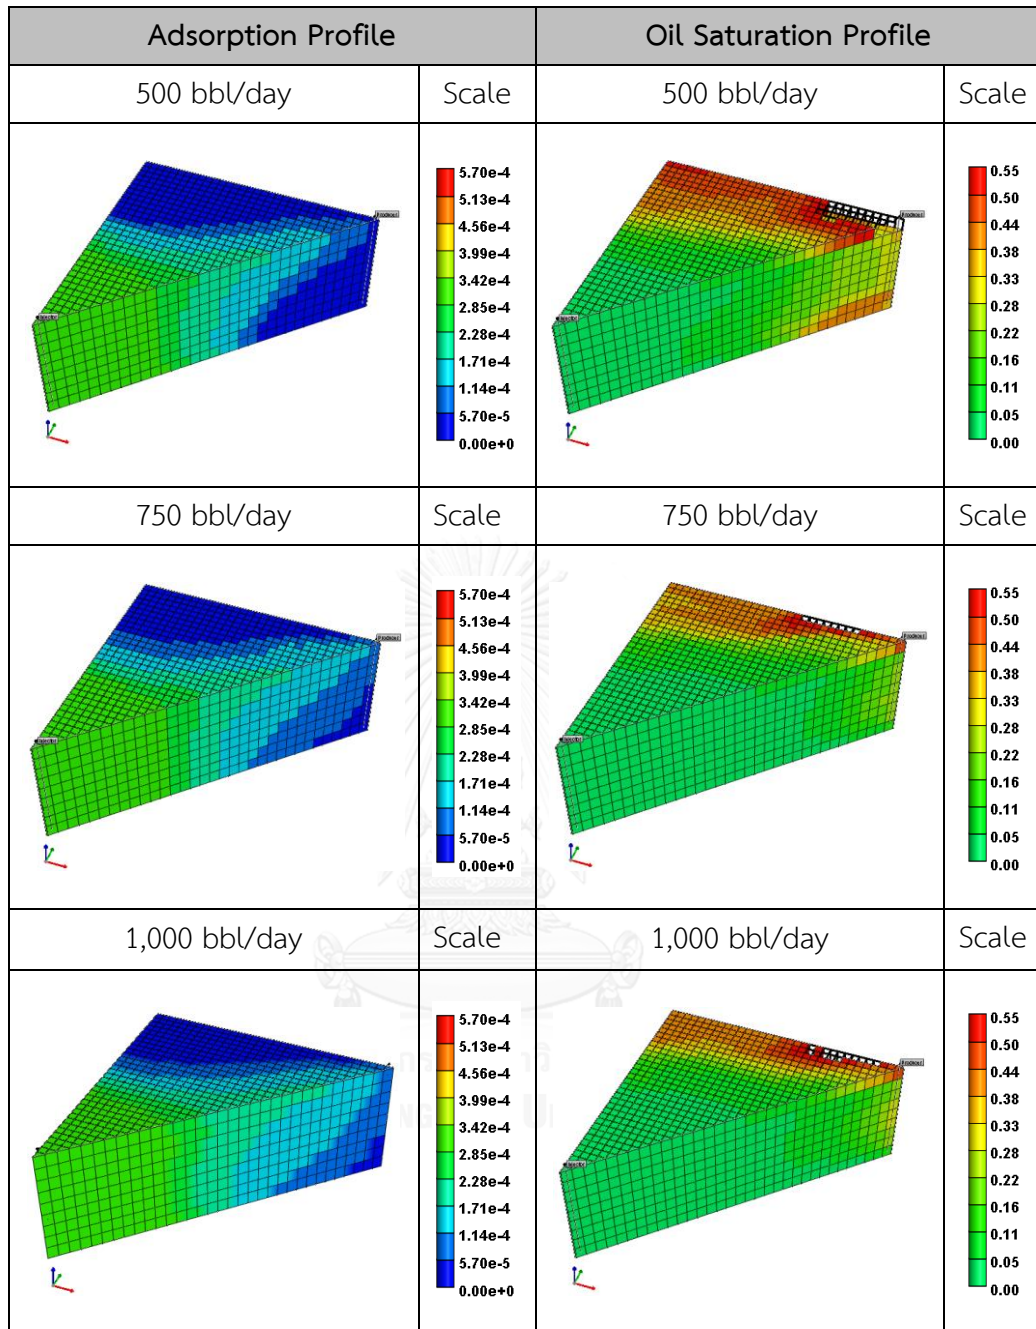 Adsorption Profile Oil Saturation Profile
500 bbl/day Scale 500 bbl/day Scale
5.70e-4 0.55
5.13e-4 0.50
4.56e-4 0.44
3.99e-4 0.38
3.42e-4 0.33
2.85e-4 0.28
2.28e-4 0.22
1.71e-4 0.16
1.14e-4 0.11
5.70e-5 0.05
0.00e+0 0.00
Producer Producer
Injector Injector
750 bbl/day Scale 750 bbl/day Scale
5.70e-4 0.55
5.13e-4 0.50
4.56e-4 0.44
3.99e-4 0.38
3.42e-4 0.33
2.85e-4 0.28
2.28e-4 0.22
1.71e-4 0.16
1.14e-4 0.11
5.70e-5 0.05
0.00e+0 0.00
Producer Producer
Injector Injector
1,000 bbl/day Scale 1,000 bbl/day Scale
5.70e-4 0.55
5.13e-4 0.50
4.56e-4 0.44
3.99e-4 0.38
3.42e-4 0.33
2.85e-4 0.28
2.28e-4 0.22
1.71e-4 0.16
1.14e-4 0.11
5.70e-5 0.05
0.00e+0 0.00
Producer
Injector